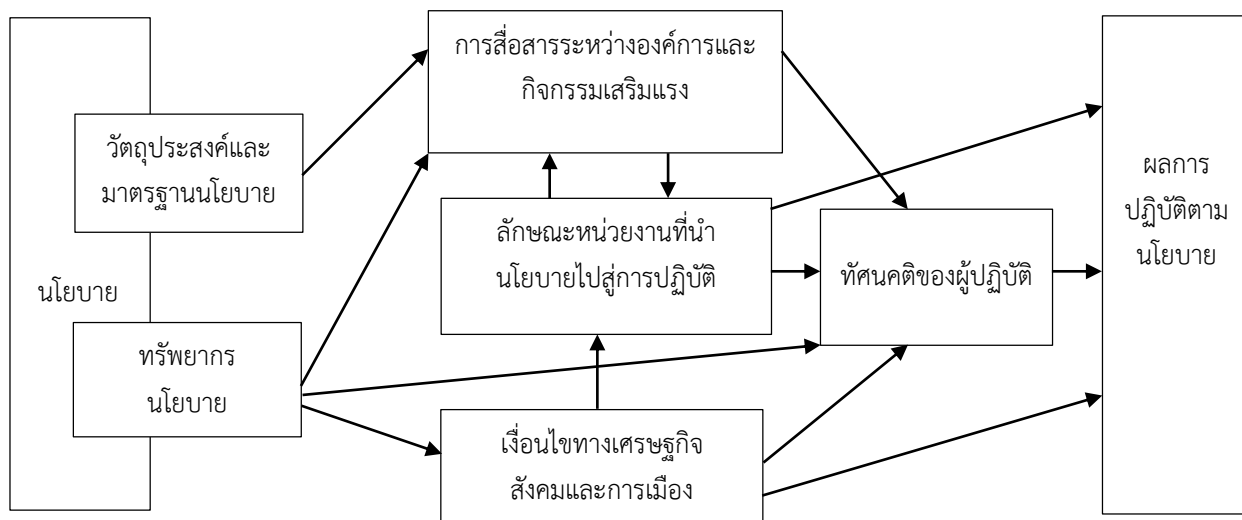 นโยบาย
วัตถุประสงค์และ
มาตรฐานนโยบาย
ทรัพยากร
นโยบาย
การสื่อสารระหว่างองค์การและ
กิจกรรมเสริมแรง
ลักษณะหน่วยงานที่นำ
นโยบายไปสู่การปฏิบัติ
เงื่อนไขทางเศรษฐกิจ
สังคมและการเมือง
ทัศนคติของผู้ปฏิบัติ
ผลการ
ปฏิบัติตาม
นโยบาย